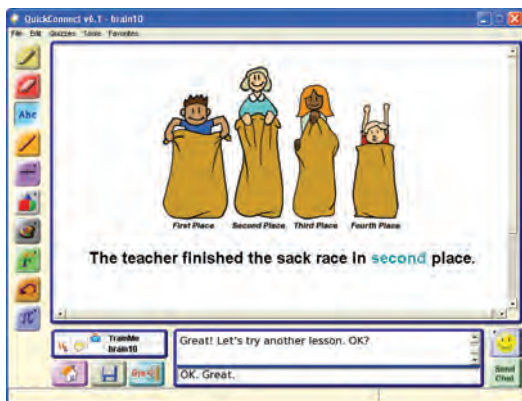 QuickConnect v6.1 - brain10
File Edit Quizzes Tools Favorites
Abc
First Place Second Place Third Place Fourth Place
The teacher finished the sack race in second place.
TrainMe
brain10
Great! Let's try another lesson. OK?
OK. Great.
Send
Chat